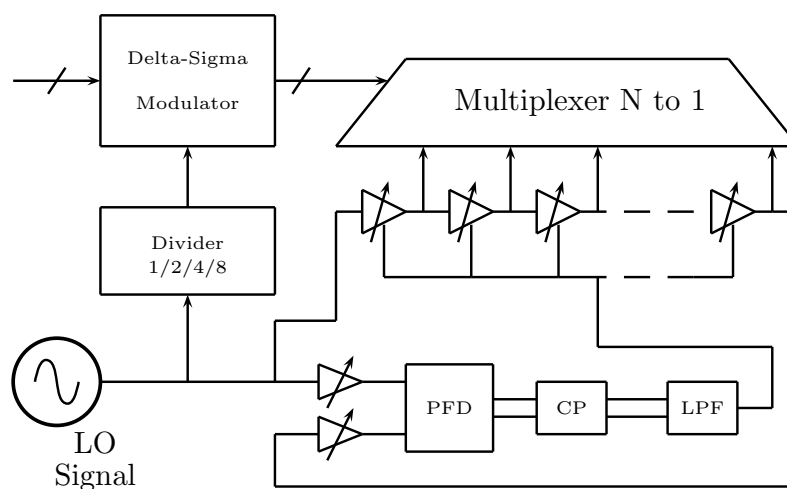 Delta-Sigma
Modulator
Multiplexer N to 1
Divider
1/2/4/8
PFD
CP
LPF
LO
Signal